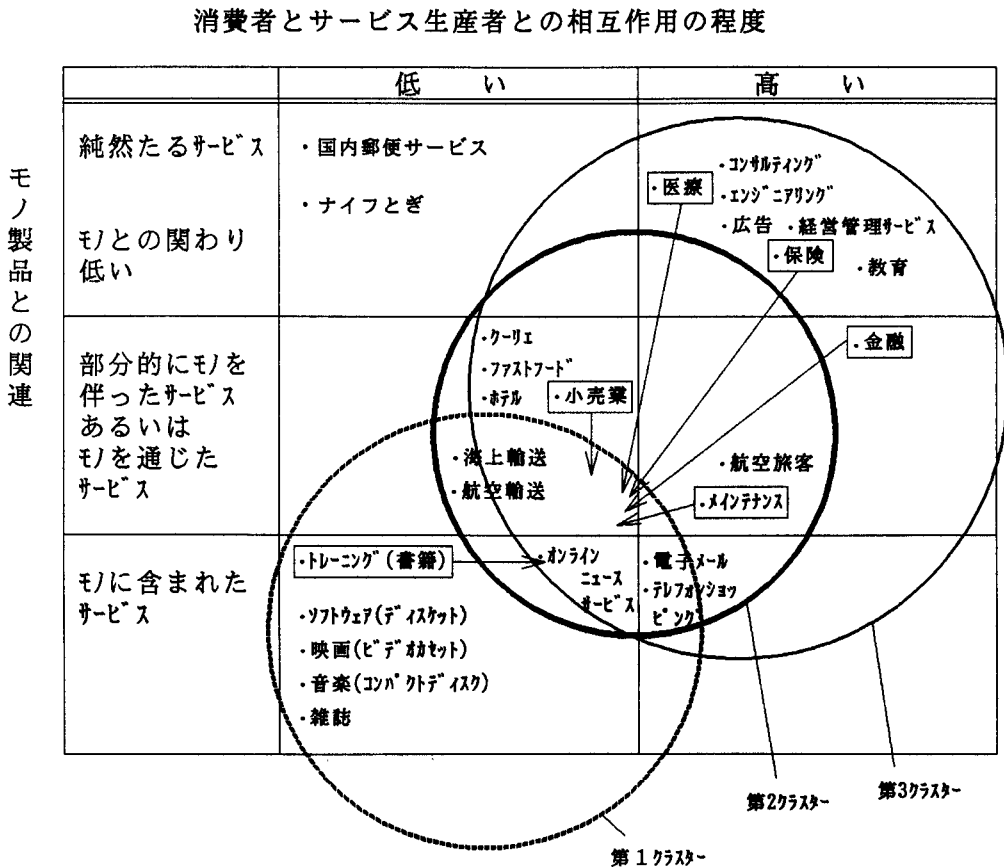 消費者とサービス生産者との相互作用の程度
低い
高い
モノ製品との関連
純然たるサービス
モノとの関わり
低い
・国内郵便サービス
・ナイフとぎ
・医療
・コンサルティング
・エンジニアリング
・広告 ・経営管理サービス
・保険
・教育
部分的にモノを
伴ったサービス
あるいは
モノを通じた
サービス
・クーリエ
・ファストフード
・ホテル
・小売業
・海上輸送
・航空輸送
・金融
・航空旅客
・メインテナンス
モノに含まれた
サービス
・トレーニング(書籍)
・ソフトウェア(ディスケット)
・映画(ビデオカセット)
・音楽(コンパクトディスク)
・雑誌
・オンライン
ニュース
サービス
・電子メール
・テレフォンショッ
ピング
第1クラスター
第2クラスター
第3クラスター